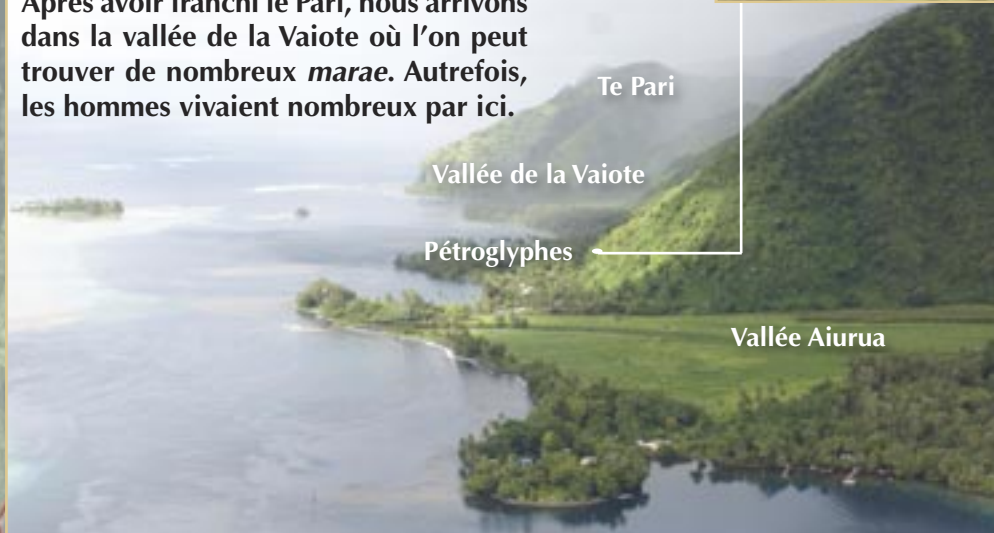 Après avoir franchi le Pari, nous arrivons
dans la vallée de la Vaiote où l'on peut
trouver de nombreux marae. Autrefois,
les hommes vivaient nombreux par ici.
Te Pari
Vallée de la Vaiote
Pétroglyphes
Vallée Aiurua